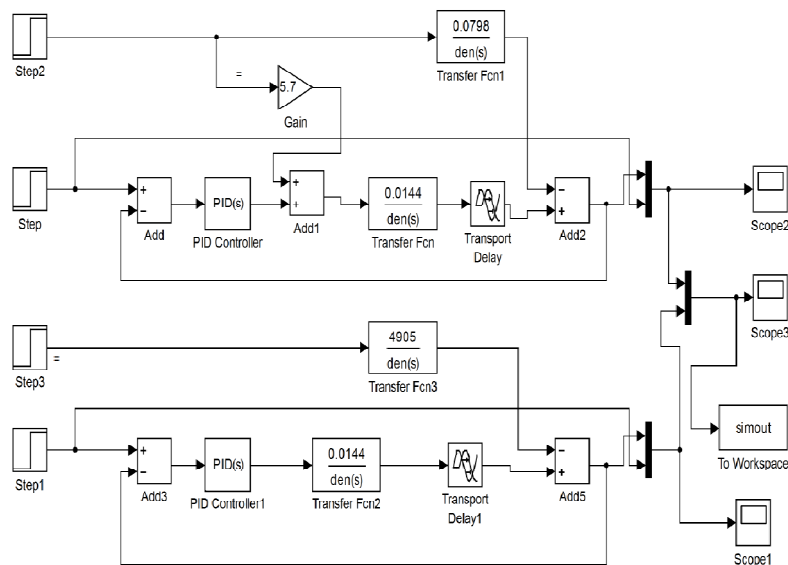 Step2
=
5.7
Gain
0.0798
den(s)
Transfer Fcn1
Step
+
−
Add
PID(s)
PID Controller
+
+
Add1
0.0144
den(s)
Transfer Fcn
Transport
Delay
−
+
Add2
Scope2
Scope3
Step3
=
4905
den(s)
Transfer Fcn3
Step1
+
−
Add3
PID(s)
PID Controller1
0.0144
den(s)
Transfer Fcn2
Transport
Delay1
−
+
Add5
simout
To Workspace
Scope1